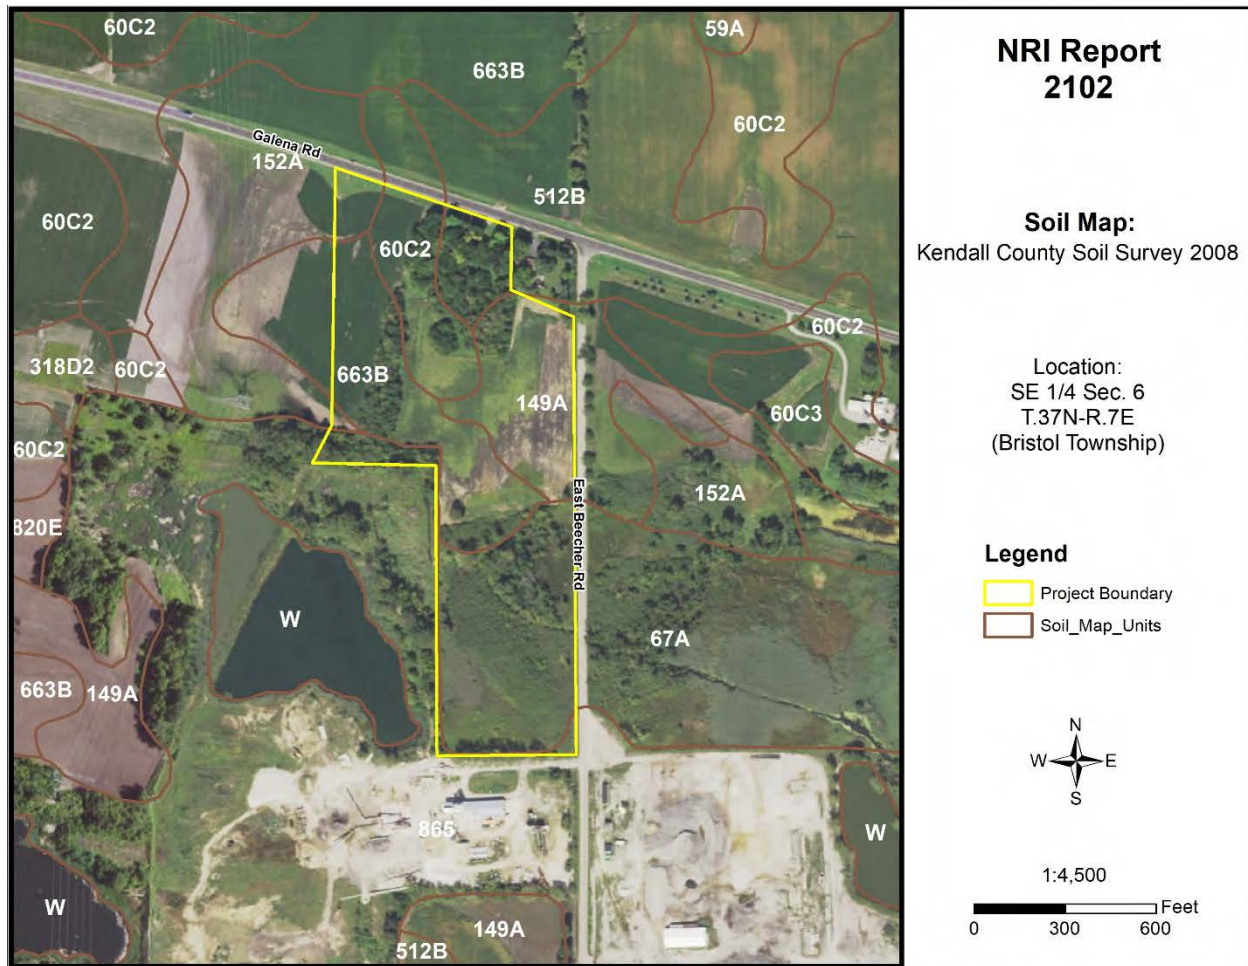 60C2
59A
663B
60C2
Galena Rd
152A
512B
60C2
60C2
60C2
318D2
60C2
663B
149A
60C3
60C2
152A
820E
East Beecher Rd
W
67A
663B
149A
865
W
W
149A
512B
NRI Report
2102
Soil Map:
Kendall County Soil Survey 2008
Location:
SE 1/4 Sec. 6
T.37N-R.7E
(Bristol Township)
Legend
Project Boundary
Soil_Map_Units
N
W
E
S
1:4,500
Feet
0 300 600